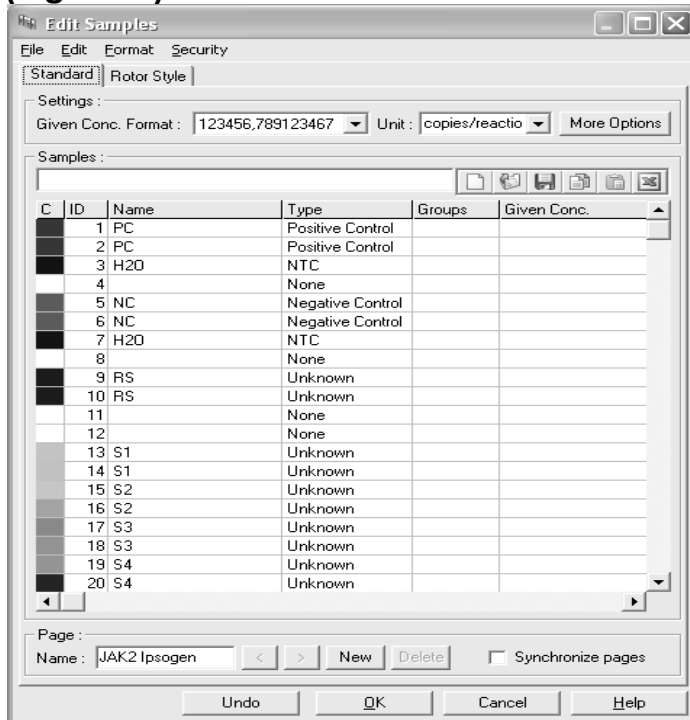 Edit Samples
File Edit Format Security
Standard Rotor Style
Settings :
Given Conc. Format : 123456,789123467 Unit : copies/reactio More Options
Samples :
C ID Name Type Groups Given Conc.
1 PC Positive Control
2 PC Positive Control
3 H2O NTC
4 None
5 NC Negative Control
6 NC Negative Control
7 H2O NTC
8 None
9 RS Unknown
10 RS Unknown
11 None
12 None
13 S1 Unknown
14 S1 Unknown
15 S2 Unknown
16 S2 Unknown
17 S3 Unknown
18 S3 Unknown
19 S4 Unknown
20 S4 Unknown
Page :
Name : JAK2 Ipsogen < > New Delete Synchronize pages
Undo OK Cancel Help